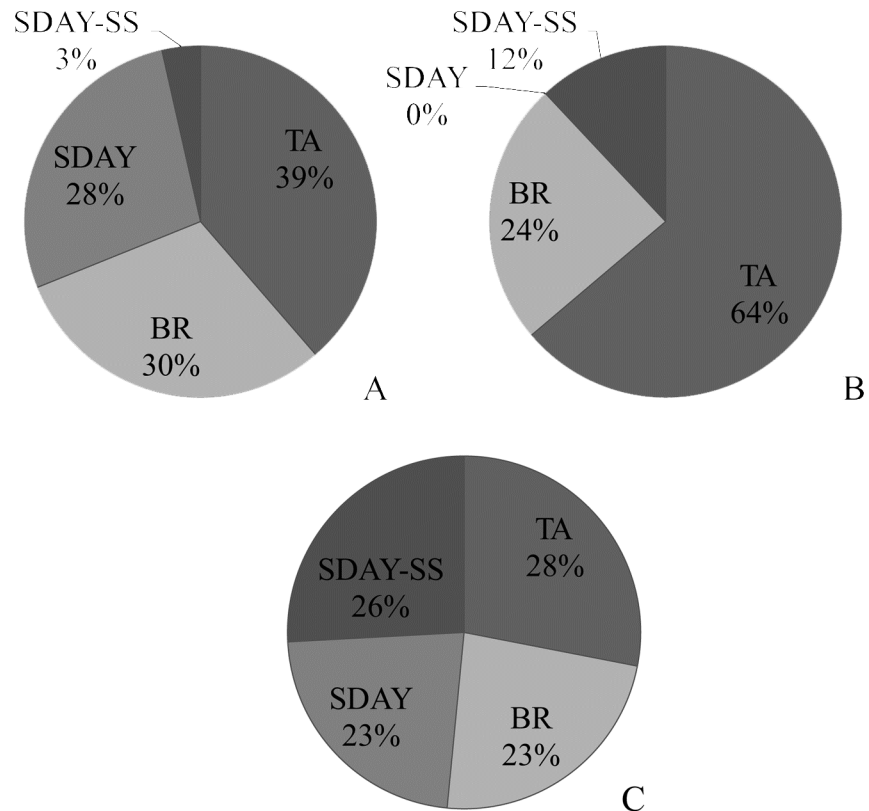 SDAY-SS
3%
TA
39%
SDAY
28%
BR
30%
A
SDAY-SS
12%
SDAY
0%
BR
24%
TA
64%
B
TA
28%
SDAY-SS
26%
SDAY
23%
BR
23%
C